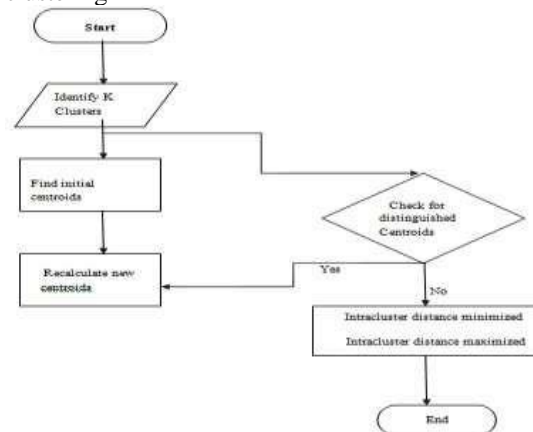 Start
Identify K
Clusters
Find initial
centroids
Check for
distinguished
Centroids
Recalculate new
centroids
Yes
No
Intracluster distance minimized
Intracluster distance maximized
End